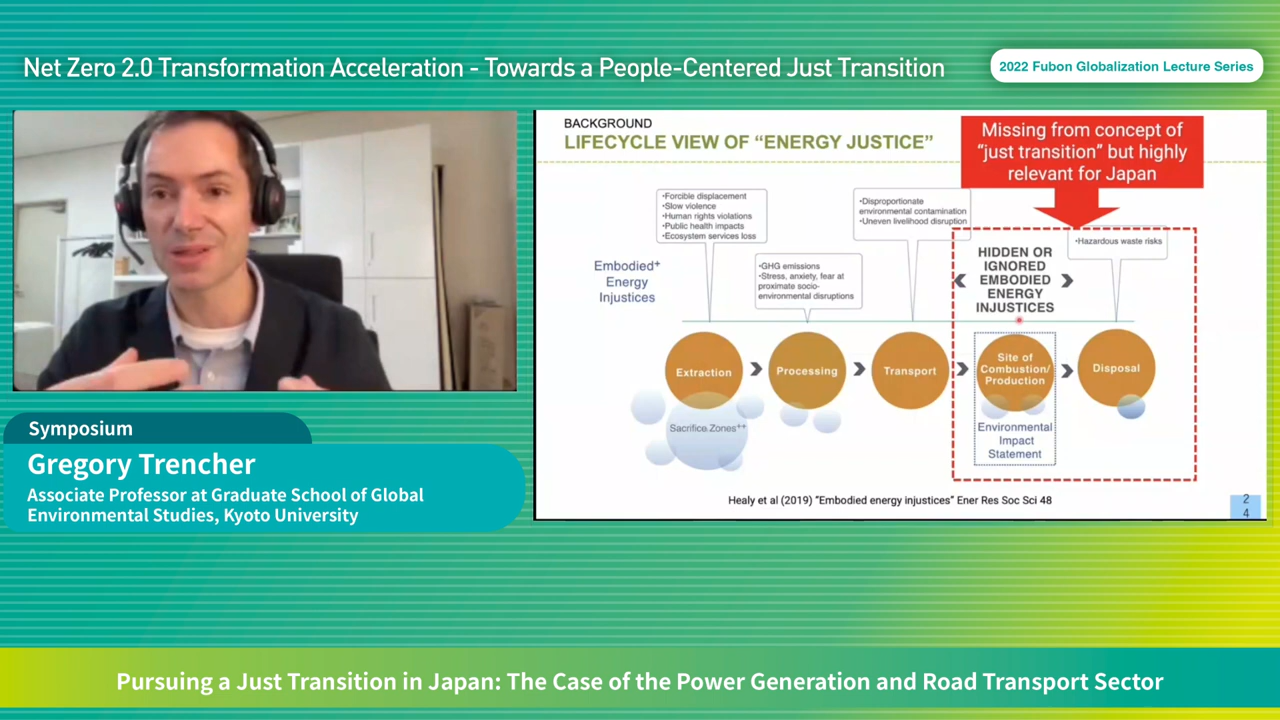 Net Zero 2.0 Transformation Acceleration - Towards a People-Centered Just Transition
2022 Fubon Globalization Lecture Series
BACKGROUND
LIFECYCLE VIEW OF “ENERGY JUSTICE”
Missing from concept of
“just transition” but highly
relevant for Japan
•Forcible displacement
•Slow violence
•Human rights violations
•Public health impacts
•Ecosystem services loss
•Disproportionate
environmental contamination
•Uneven livelihood disruption
•Hazardous waste risks
Embodied+
Energy
Injustices
•GHG emissions
•Stress, anxiety, fear at
proximate socio-
environmental disruptions
HIDDEN OR
IGNORED
EMBODIED
ENERGY
INJUSTICES
Extraction
Processing
Transport
Site of
Combustion/
Production
Disposal
Sacrifice Zones++
Environmental
Impact
Statement
Healy et al (2019) “Embodied energy injustices” Ener Res Soc Sci 48
2
4
Symposium
Gregory Trencher
Associate Professor at Graduate School of Global
Environmental Studies, Kyoto University
Pursuing a Just Transition in Japan: The Case of the Power Generation and Road Transport Sector